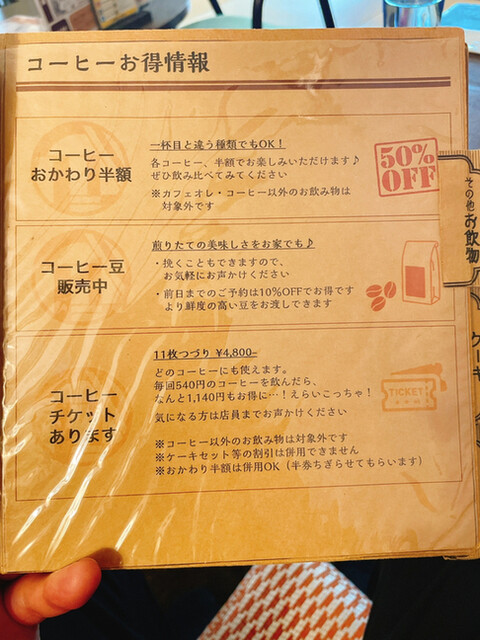 コーヒーお得情報
コーヒー
おかわり半額
一杯目と違う種類でもOK！
各コーヒー、半額でお楽しみいただけます♪
ぜひ飲み比べてみてください
※カフェオレ・コーヒー以外のお飲み物は
対象外です
50%
OFF
コーヒー豆
販売中
煎りたての美味しさをお家でも♪
・挽くこともできますので、
お気軽にお声かけください
・前日までのご予約は10%OFFでお得です
より鮮度の高い豆をお渡しできます
コーヒー
チケット
あります
11枚つづり ¥4,800-
どのコーヒーにも使えます。
毎回540円のコーヒーを飲んだら、
なんと1,140円もお得に…！えらいこっちゃ！
気になる方は店員までお声かけください
※コーヒー以外のお飲み物は対象外です
※ケーキセット等の割引は併用できません
※おかわり半額は併用OK（半券ちぎらせてもらいます）
TICKET
その他 お飲物
ケーキ